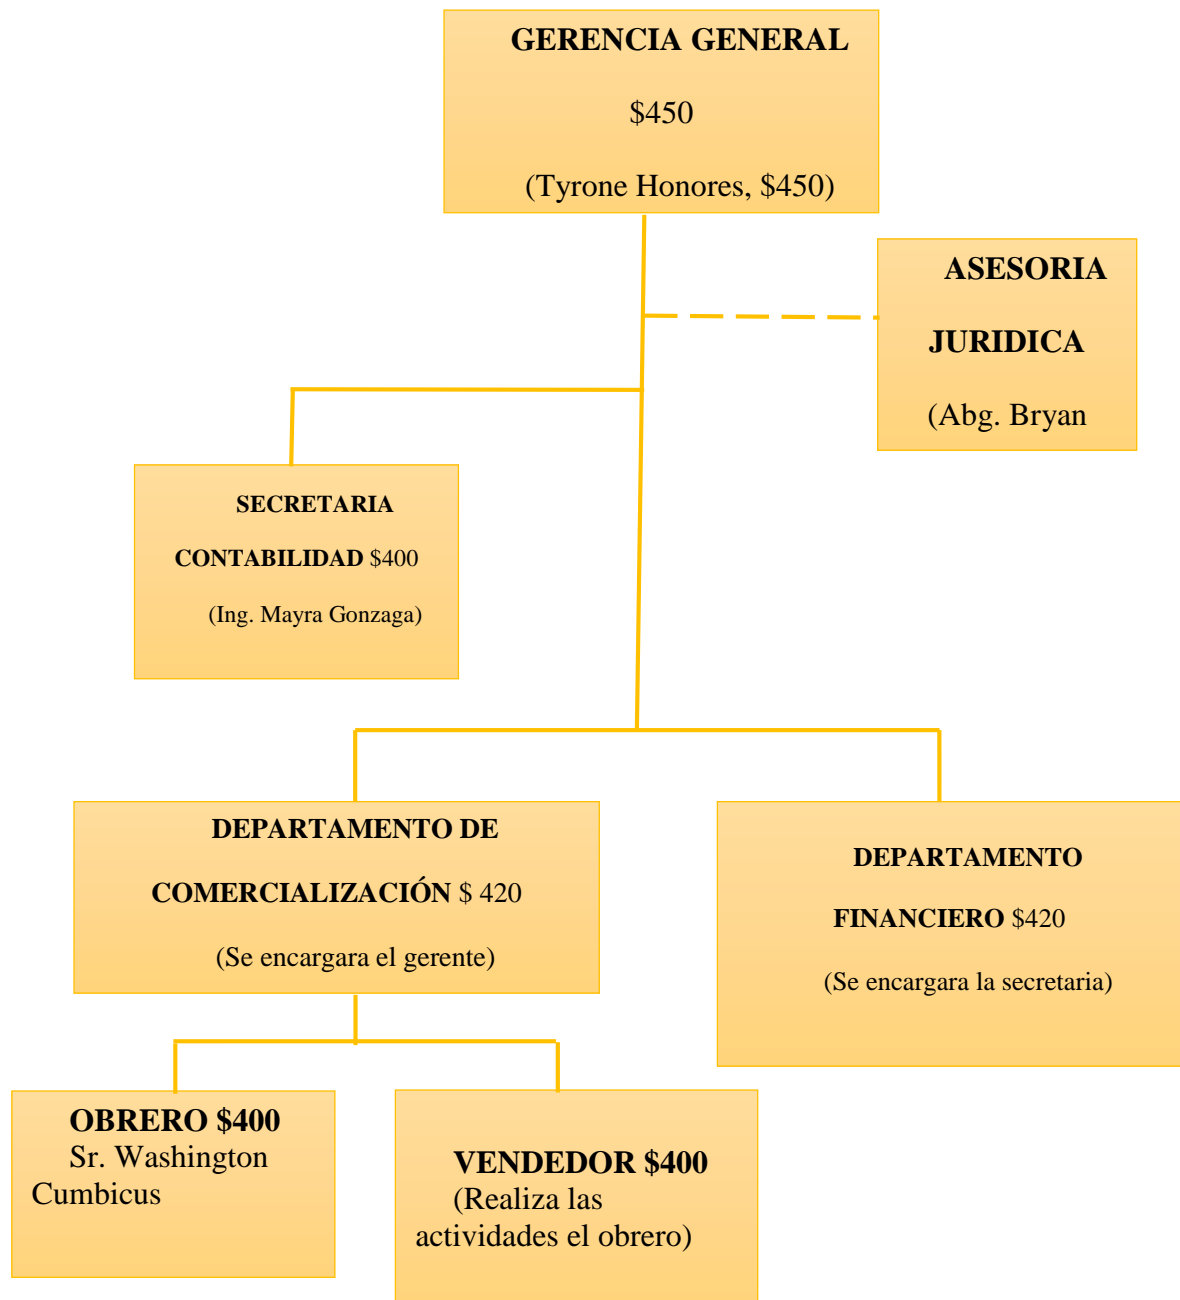 GERENCIA GENERAL
$450
(Tyrone Honores, $450)
ASESORIA
JURIDICA
(Abg. Bryan
SECRETARIA
CONTABILIDAD $400
(Ing. Mayra Gonzaga)
DEPARTAMENTO DE
COMERCIALIZACIÓN $ 420
(Se encargara el gerente)
DEPARTAMENTO
FINANCIERO $420
(Se encargara la secretaria)
OBRERO $400
Sr. Washington
Cumbicus
VENDEDOR $400
(Realiza las
actividades el obrero)